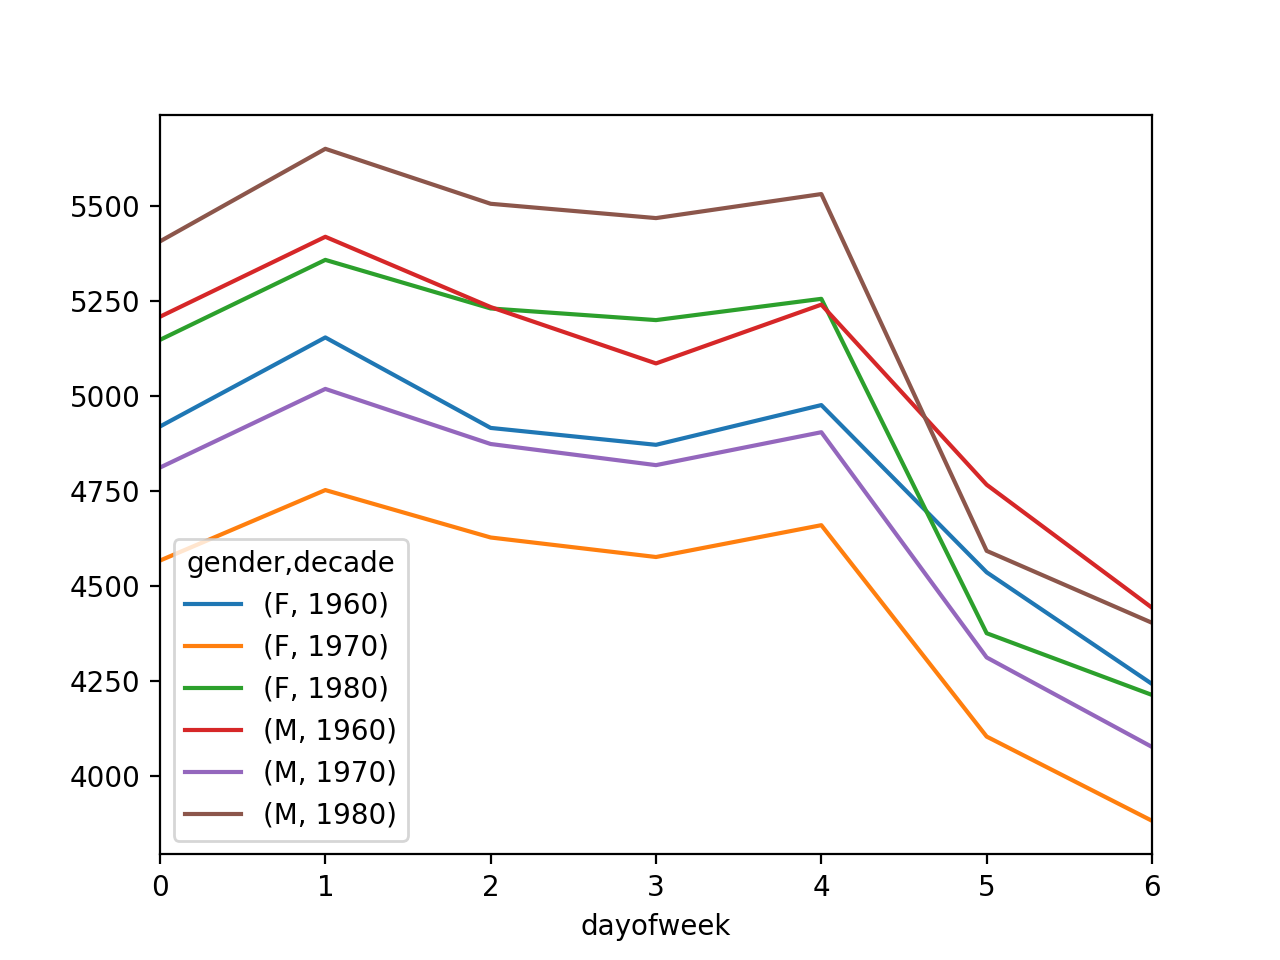 5500
5250
5000
4750
4500
4250
4000
gender,decade
(F, 1960)
(F, 1970)
(F, 1980)
(M, 1960)
(M, 1970)
(M, 1980)
0 1 2 3 4 5 6
dayofweek